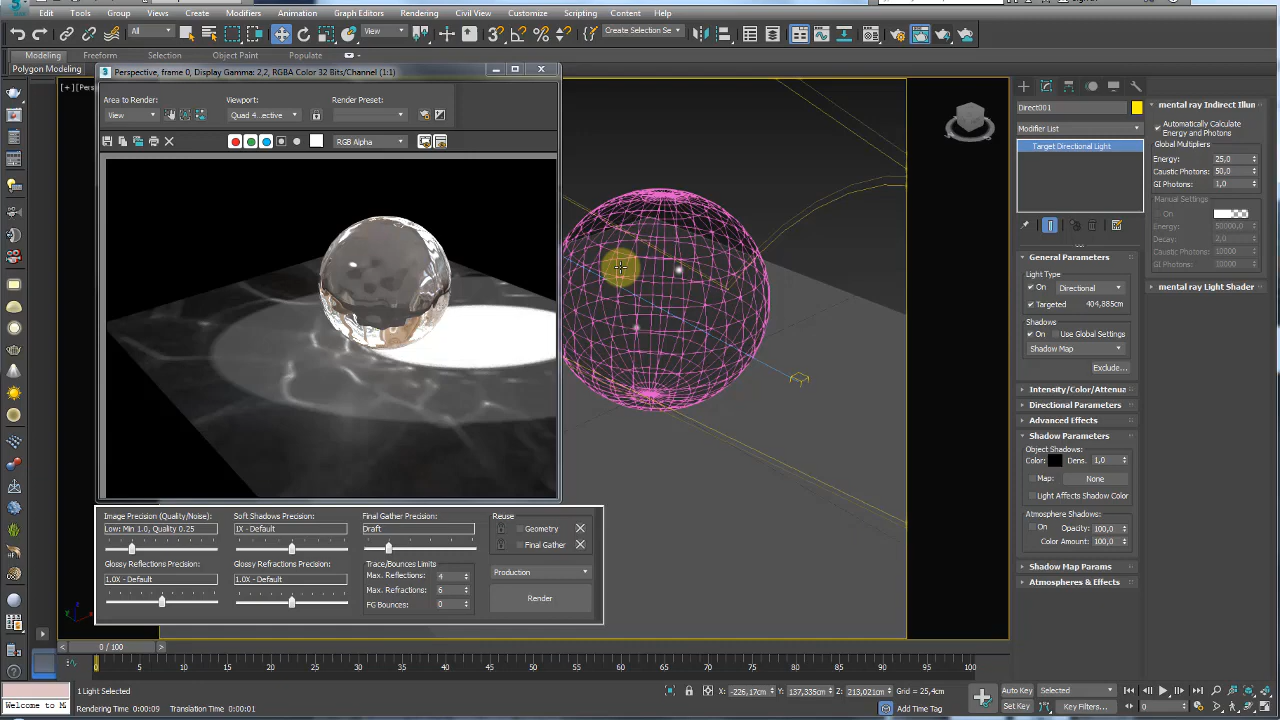 Edit Tools Group Views Create Modifiers Animation Graph Editors Rendering Civil View Customize Scripting Content Help
All View Create Selection Se
Modeling Freeform Selection Object Paint Populate
Polygon Modeling
Perspective, frame 0, Display Gamma: 2,2, RGBA Color 32 Bits/Channel (1:1)
Area to Render: Viewport: Render Preset:
View Quad 4...ective
RGB Alpha
[+] [Pers
Direct001
Modifier List
Target Directional Light
General Parameters
Light Type
On Directional
Targeted 404,885cm
Shadows
On Use Global Settings
Shadow Map
Exclude...
Intensity/Color/Attenua
Directional Parameters
Advanced Effects
Shadow Parameters
Object Shadows:
Color: Dens. 1,0
Map: None
Light Affects Shadow Color
Atmosphere Shadows:
On Opacity: 100,0
Color Amount: 100,0
Shadow Map Params
Atmospheres & Effects
mental ray Indirect Illum
Automatically Calculate
Energy and Photons
Global Multipliers
Energy: 25,0
Caustic Photons: 50,0
GI Photons: 1,0
Manual Settings
On
Energy: 50000,0
Decay: 2,0
Caustic Photons: 10000
GI Photons: 10000
mental ray Light Shader
Image Precision (Quality/Noise): Soft Shadows Precision: Final Gather Precision: Reuse
Low: Min 1.0, Quality 0.25 1X - Default Draft Geometry
Final Gather
Glossy Reflections Precision: Glossy Refractions Precision: Trace/Bounces Limits
1.0X - Default 1.0X - Default Max. Reflections: 4 Production
Max. Refractions: 6
FG Bounces: 0 Render
0 / 100
0 5 10 15 20 25 30 35 40 45 50 55 60 65 70 75 80 85 90 95 100
1 Light Selected X: -226,17cm Y: 137,335cm Z: 213,021cm Grid = 25,4cm Auto Key Selected
Welcome to M Rendering Time 0:00:09 Translation Time 0:00:01 Add Time Tag Set Key Key Filters... 0